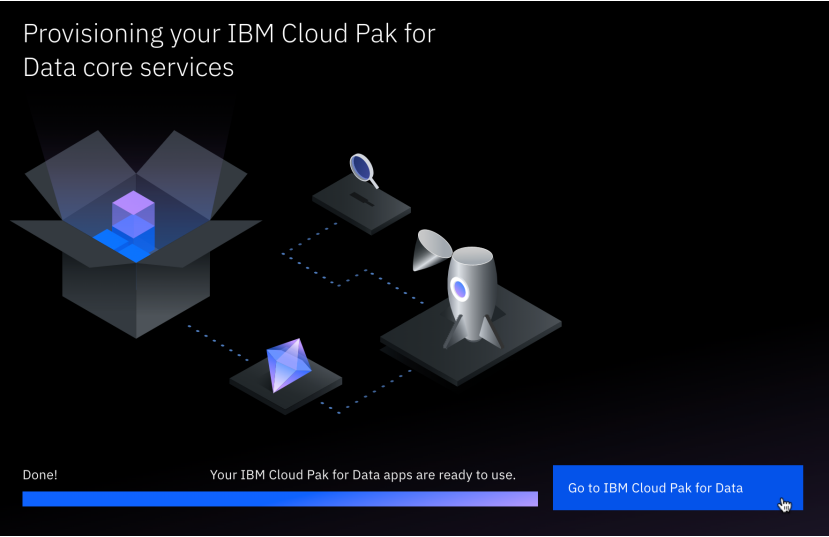 Provisioning your IBM Cloud Pak for
Data core services
Done!
Your IBM Cloud Pak for Data apps are ready to use.
Go to IBM Cloud Pak for Data